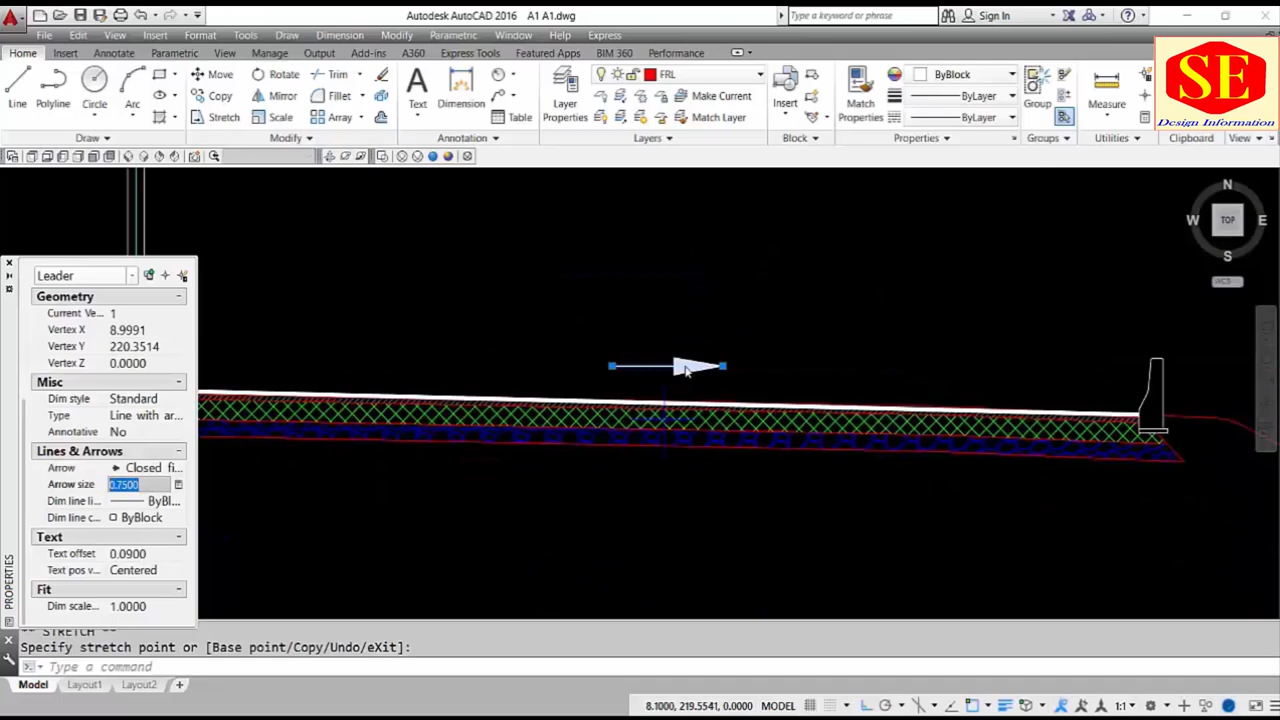 Autodesk AutoCAD 2016 A1 A1.dwg
Type a keyword or phrase
Sign In
File Edit View Insert Format Tools Draw Dimension Modify Parametric Window Help Express
Home Insert Annotate Parametric View Manage Output Add-ins A360 Express Tools Featured Apps BIM 360 Performance
Line Polyline Circle Arc
Move Rotate Trim
Copy Mirror Fillet
Stretch Scale Array
Text Dimension
Table
Layer Properties
FRL
Make Current
Match Layer
Insert
Match Properties
ByBlock
ByLayer
ByLayer
Group
Measure
Draw Modify Annotation Layers Block Properties Groups Utilities Clipboard View
SE
Design Information
N
W TOP E
S
Leader
Geometry
Current Ve... 1
Vertex X 8.9991
Vertex Y 220.3514
Vertex Z 0.0000
Misc
Dim style Standard
Type Line with ar...
Annotative No
Lines & Arrows
Arrow Closed fi...
Arrow size 0.7500
Dim line li... ByBl...
Dim line c... ByBlock
Text
Text offset 0.0900
Text pos v... Centered
Fit
Dim scale... 1.0000
PROPERTIES
** STRETCH **
Specify stretch point or [Base point/Copy/Undo/eXit]:
Type a command
Model Layout1 Layout2 +
8.1000, 219.5541, 0.0000 MODEL 1:1